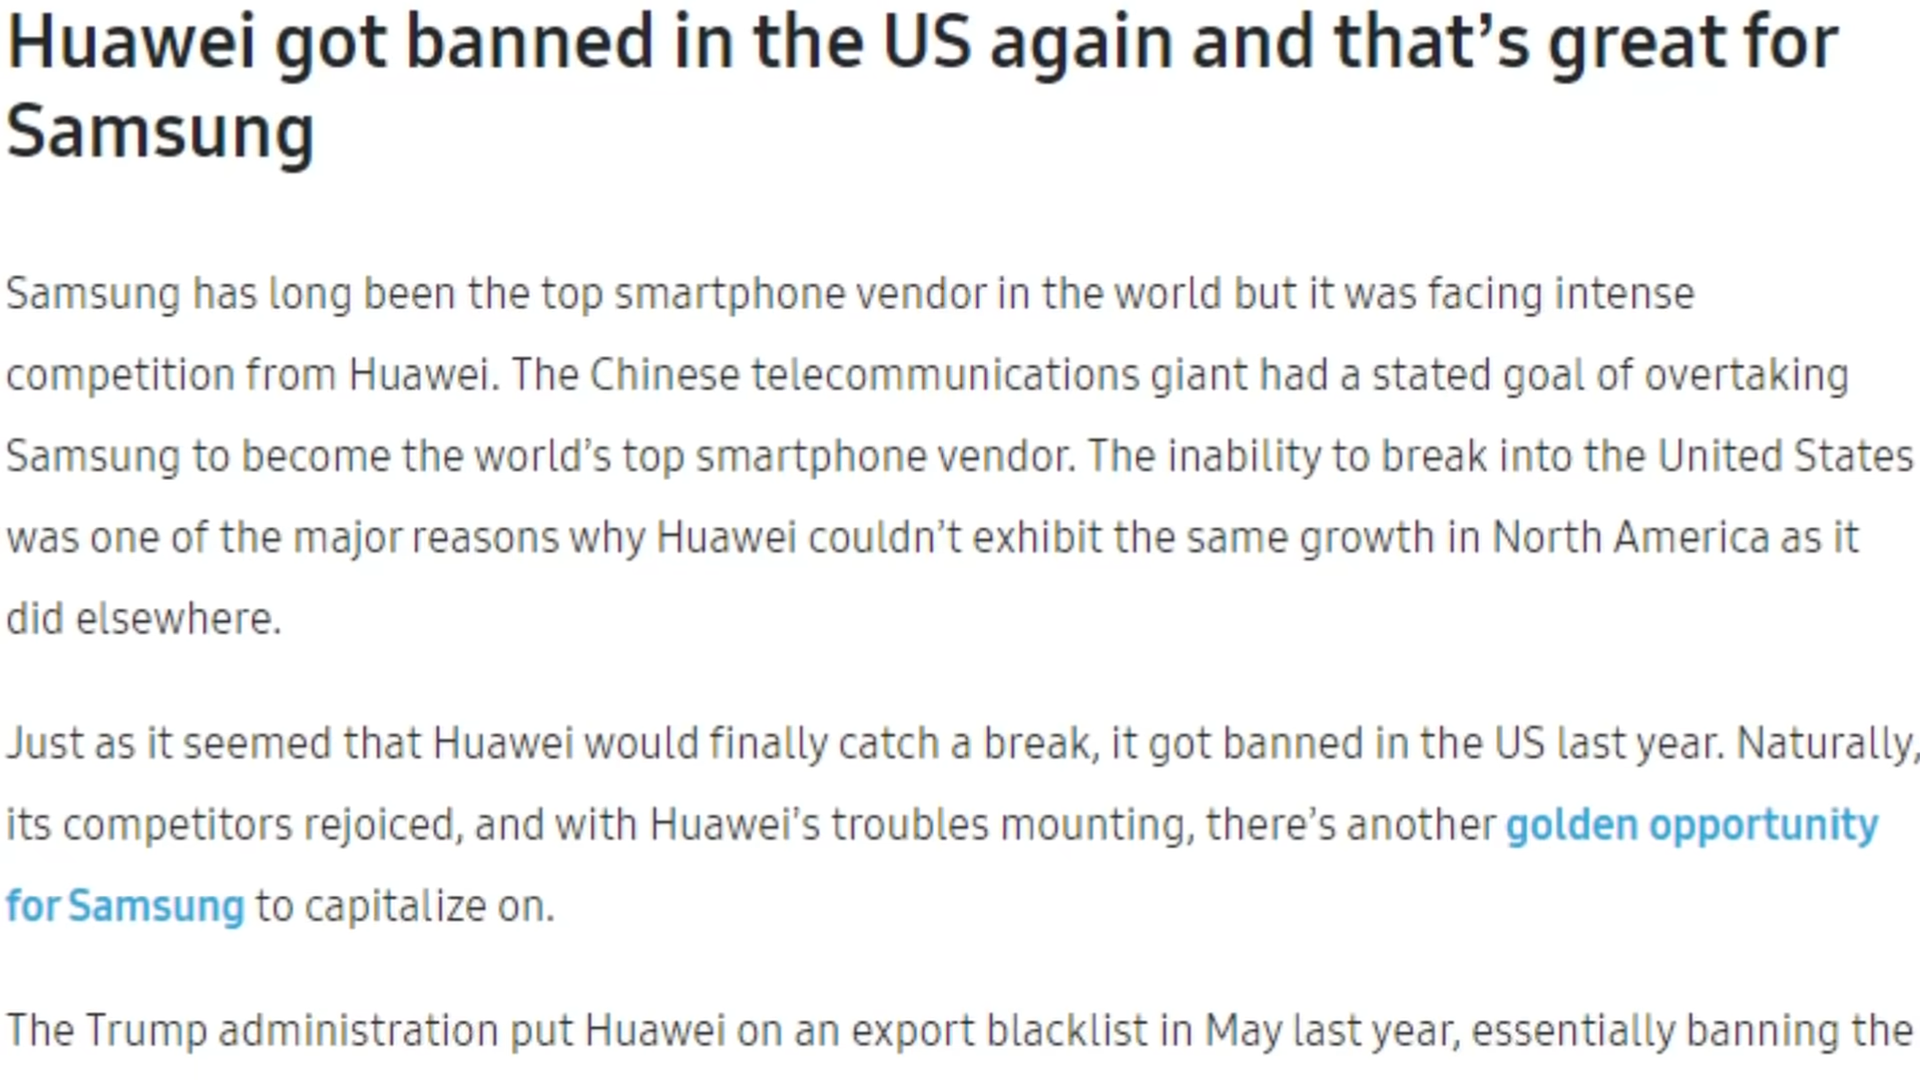 Huawei got banned in the US again and that’s great for
Samsung
Samsung has long been the top smartphone vendor in the world but it was facing intense
competition from Huawei. The Chinese telecommunications giant had a stated goal of overtaking
Samsung to become the world’s top smartphone vendor. The inability to break into the United States
was one of the major reasons why Huawei couldn’t exhibit the same growth in North America as it
did elsewhere.
Just as it seemed that Huawei would finally catch a break, it got banned in the US last year. Naturally,
its competitors rejoiced, and with Huawei’s troubles mounting, there’s another golden opportunity
for Samsung to capitalize on.
The Trump administration put Huawei on an export blacklist in May last year, essentially banning the